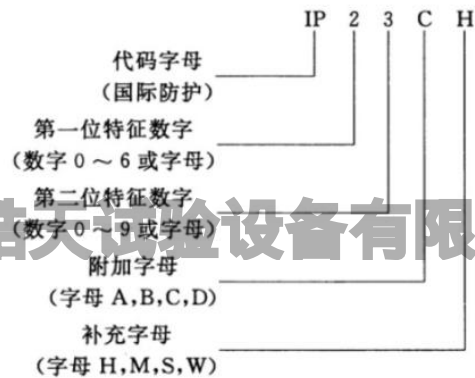 IP 2 3 C H
代码字母
(国际防护)
第一位特征数字
(数字 0～6 或字母)
第二位特征数字
(数字 0～9 或字母)
酷天试验设备有限
附加字母
(字母 A,B,C,D)
补充字母
(字母 H,M,S,W)